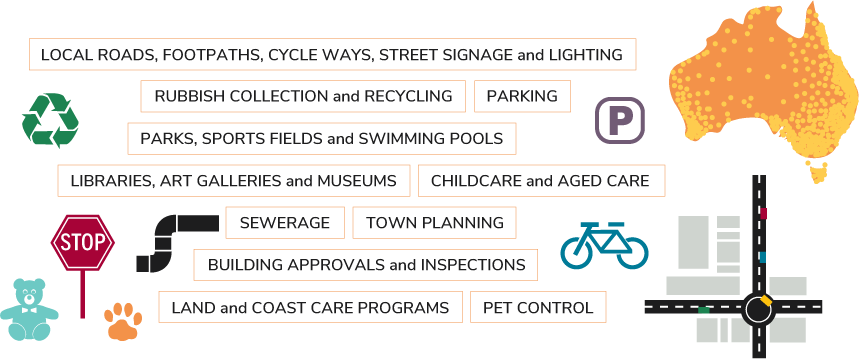 LOCAL ROADS, FOOTPATHS, CYCLE WAYS, STREET SIGNAGE and LIGHTING
RUBBISH COLLECTION and RECYCLING
PARKING
P
PARKS, SPORTS FIELDS and SWIMMING POOLS
LIBRARIES, ART GALLERIES and MUSEUMS
CHILDCARE and AGED CARE
STOP
SEWERAGE
TOWN PLANNING
BUILDING APPROVALS and INSPECTIONS
LAND and COAST CARE PROGRAMS
PET CONTROL